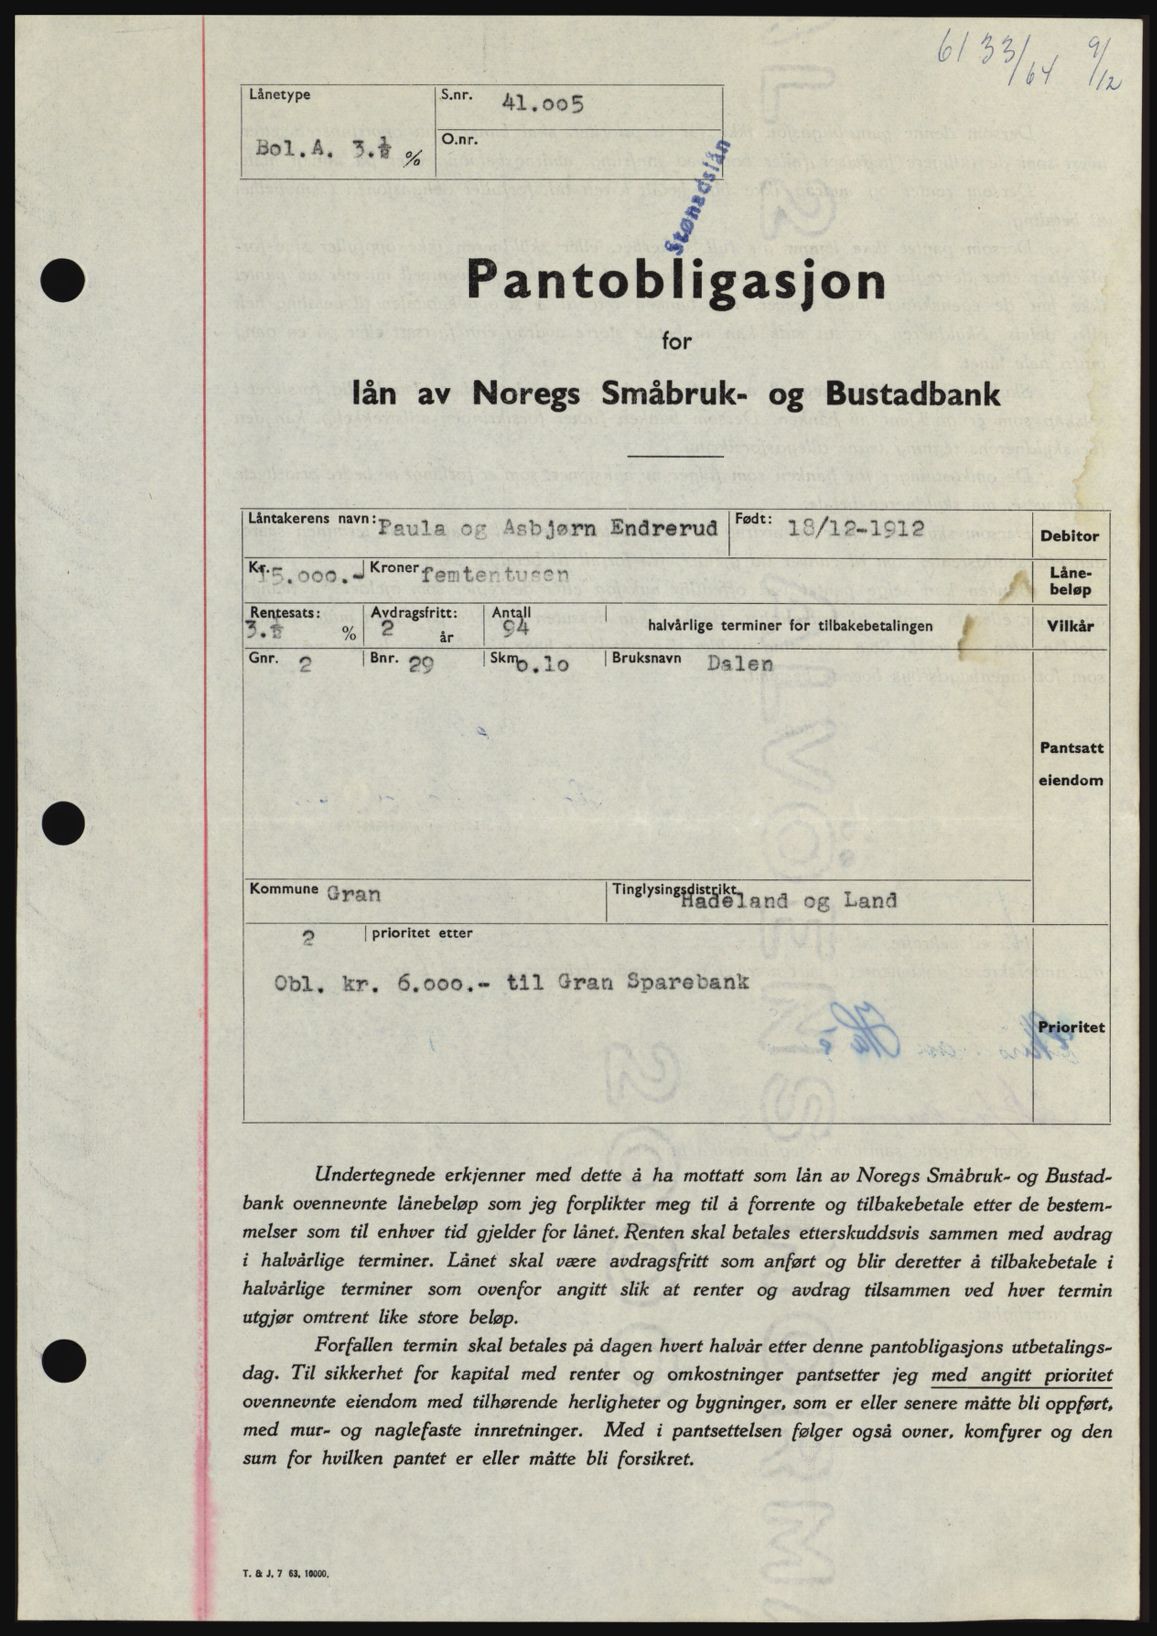 6133/64 9/12
Lånetype
Bol.A. 3.½ %
S.nr. 41.005
O.nr.
Stønadslån
Pantobligasjon
for
lån av Noregs Småbruk- og Bustadbank
Låntakerens navn: Paula og Asbjørn Endrerud Født: 18/12-1912 Debitor
Kr. 15.000.- Kroner femtentusen Låne-
beløp
Rentesats: 3.½ % Avdragsfritt: 2 år Antall 94 halvårlige terminer for tilbakebetalingen Vilkår
Gnr. 2 Bnr. 29 Skm. 0.10 Bruksnavn Dalen
Pantsatt
eiendom
Kommune Gran Tinglysingsdistrikt Hadeland og Land
2 prioritet etter
Obl. kr. 6.000.- til Gran Sparebank
Prioritet
Undertegnede erkjenner med dette å ha mottatt som lån av Noregs Småbruk- og Bustad-
bank ovennevnte lånebeløp som jeg forplikter meg til å forrente og tilbakebetale etter de bestem-
melser som til enhver tid gjelder for lånet. Renten skal betales etterskuddsvis sammen med avdrag
i halvårlige terminer. Lånet skal være avdragsfritt som anført og blir deretter å tilbakebetale i
halvårlige terminer som ovenfor angitt slik at renter og avdrag tilsammen ved hver termin
utgjør omtrent like store beløp.
Forfallen termin skal betales på dagen hvert halvår etter denne pantobligasjons utbetalings-
dag. Til sikkerhet for kapital med renter og omkostninger pantsetter jeg med angitt prioritet
ovennevnte eiendom med tilhørende herligheter og bygninger, som er eller senere måtte bli oppført,
med mur- og naglefaste innretninger. Med i pantsettelsen følger også ovner, komfyrer og den
sum for hvilken pantet er eller måtte bli forsikret.
T. & J. 7 63. 10000.